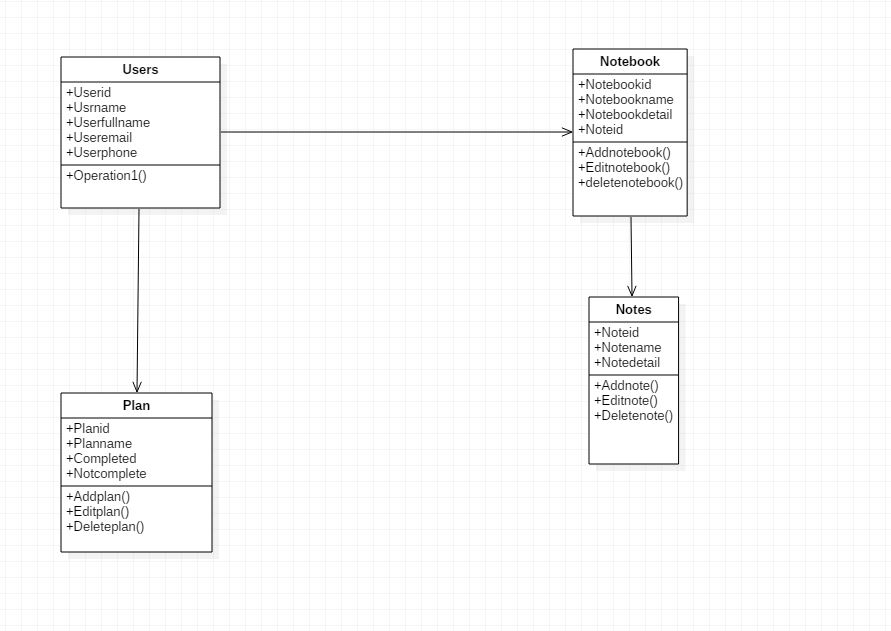 Users
+Userid
+Usrname
+Userfullname
+Useremail
+Userphone
+Operation1()
Notebook
+Notebookid
+Notebookname
+Notebookdetail
+Noteid
+Addnotebook()
+Editnotebook()
+deletenotebook()
Notes
+Noteid
+Notename
+Notedetail
+Addnote()
+Editnote()
+Deletenote()
Plan
+Planid
+Planname
+Completed
+Notcomplete
+Addplan()
+Editplan()
+Deleteplan()